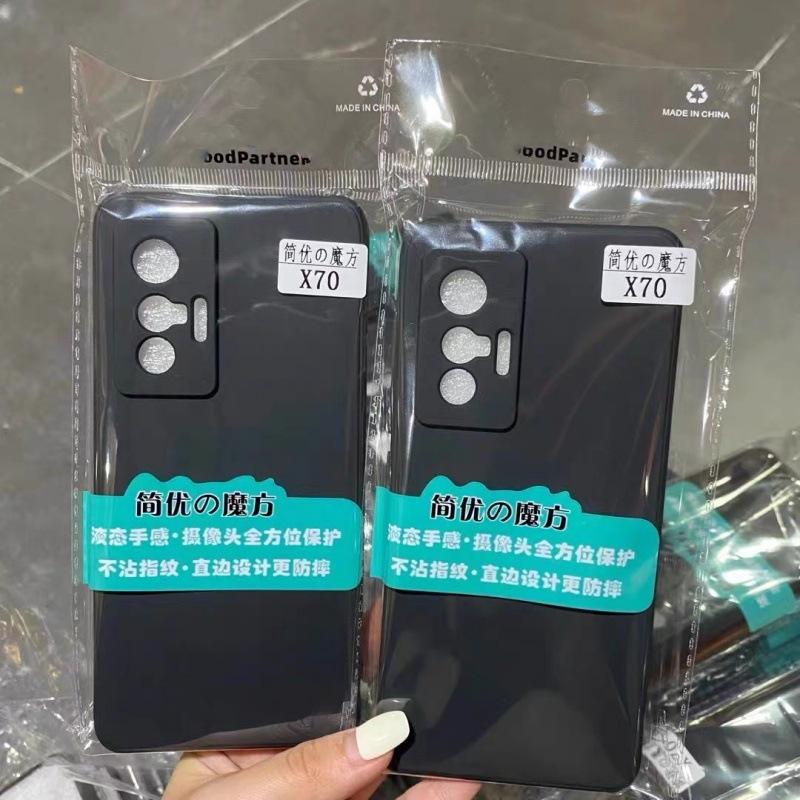 MADE IN CHINA
oodPartner
简优の魔方
X70
简优の魔方
液态手感·摄像头全方位保护
不沾指纹·直边设计更防摔
MADE IN CHINA
oodPar
简优の魔方
X70
简优の魔方
液态手感·摄像头全方位保护
不沾指纹·直边设计更防摔